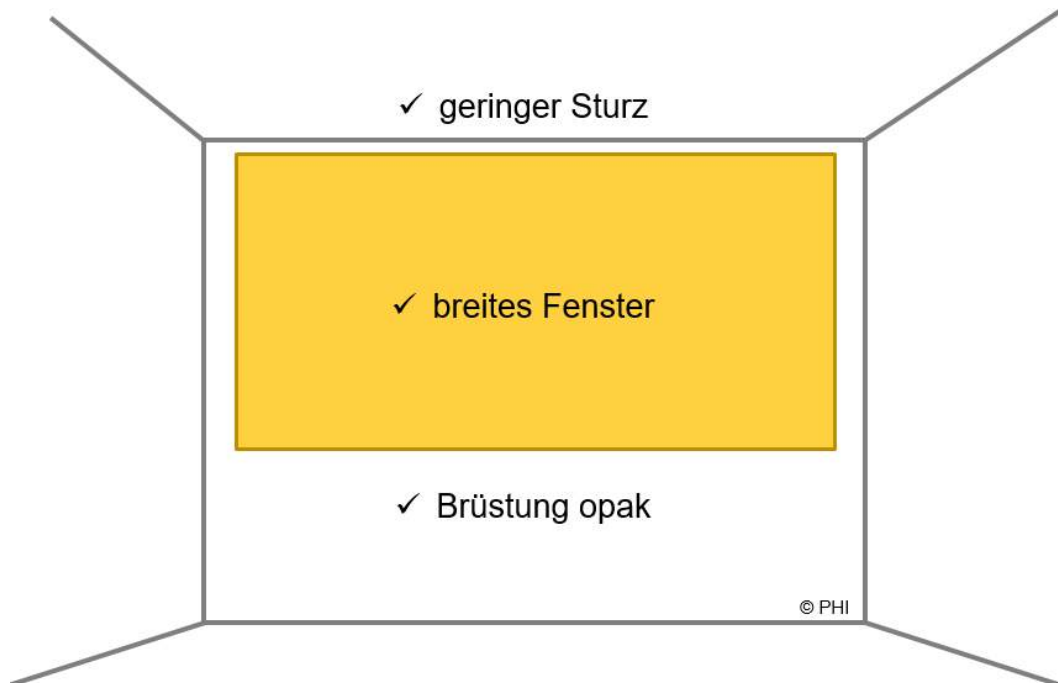 ✓ geringer Sturz
✓ breites Fenster
✓ Brüstung opak
© PHI